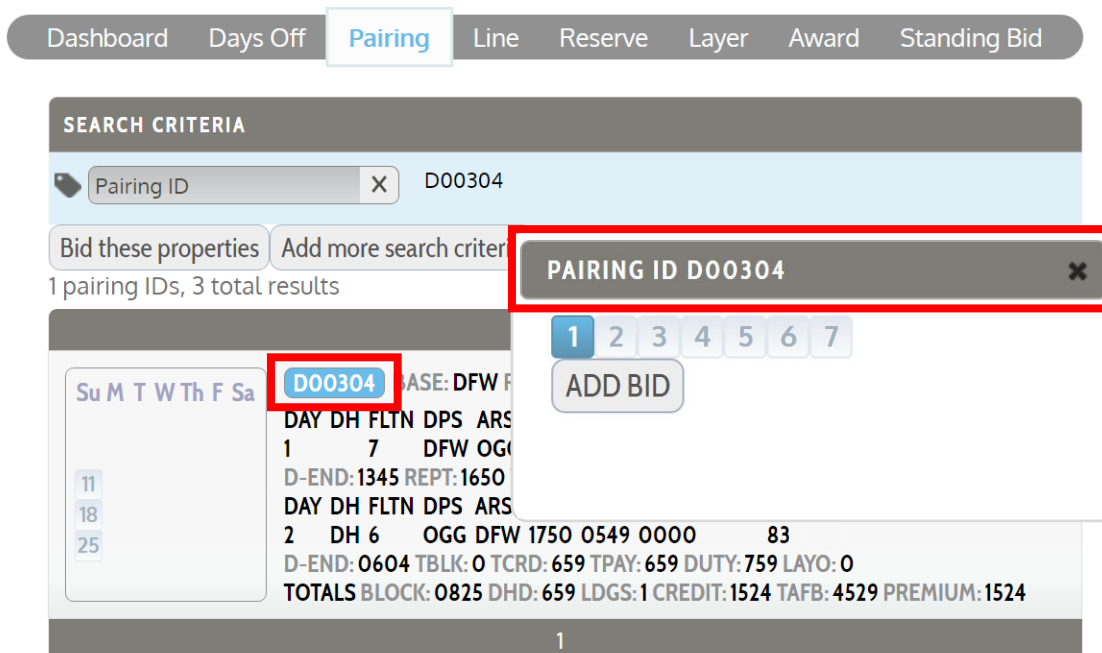 Dashboard Days Off Pairing Line Reserve Layer Award Standing Bid
SEARCH CRITERIA
Pairing ID X D00304
Bid these properties Add more search
1 pairing IDs, 3 total results
PAIRING ID D00304
1 2 3 4 5 6 7
ADD BID
Su M T W Th F Sa
11
18
25
D00304 BASE: DFW
DAY DH FLTN DPS ARS
1 7 DFW OGG
D-END: 1345 REPT: 1650
DAY DH FLTN DPS ARS
2 DH 6 OGG DFW 1750 0549 0000 83
D-END: 0604 TBLK: 0 TCRD: 659 TPAY: 659 DUTY: 759 LAYO: 0
TOTALS BLOCK: 0825 DHD: 659 LDGS: 1 CREDIT: 1524 TAFB: 4529 PREMIUM: 1524
1